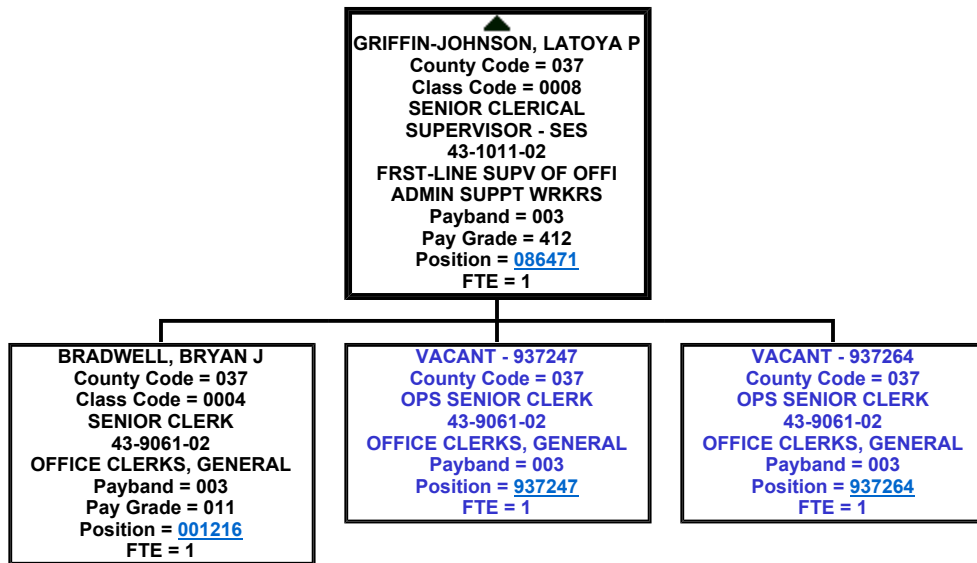 GRIFFIN-JOHNSON, LATOYA P
County Code = 037
Class Code = 0008
SENIOR CLERICAL
SUPERVISOR - SES
43-1011-02
FRST-LINE SUPV OF OFFI
ADMIN SUPPT WRKRS
Payband = 003
Pay Grade = 412
Position = 086471
FTE = 1
BRADWELL, BRYAN J
County Code = 037
Class Code = 0004
SENIOR CLERK
43-9061-02
OFFICE CLERKS, GENERAL
Payband = 003
Pay Grade = 011
Position = 001216
FTE = 1
VACANT - 937247
County Code = 037
OPS SENIOR CLERK
43-9061-02
OFFICE CLERKS, GENERAL
Payband = 003
Position = 937247
FTE = 1
VACANT - 937264
County Code = 037
OPS SENIOR CLERK
43-9061-02
OFFICE CLERKS, GENERAL
Payband = 003
Position = 937264
FTE = 1